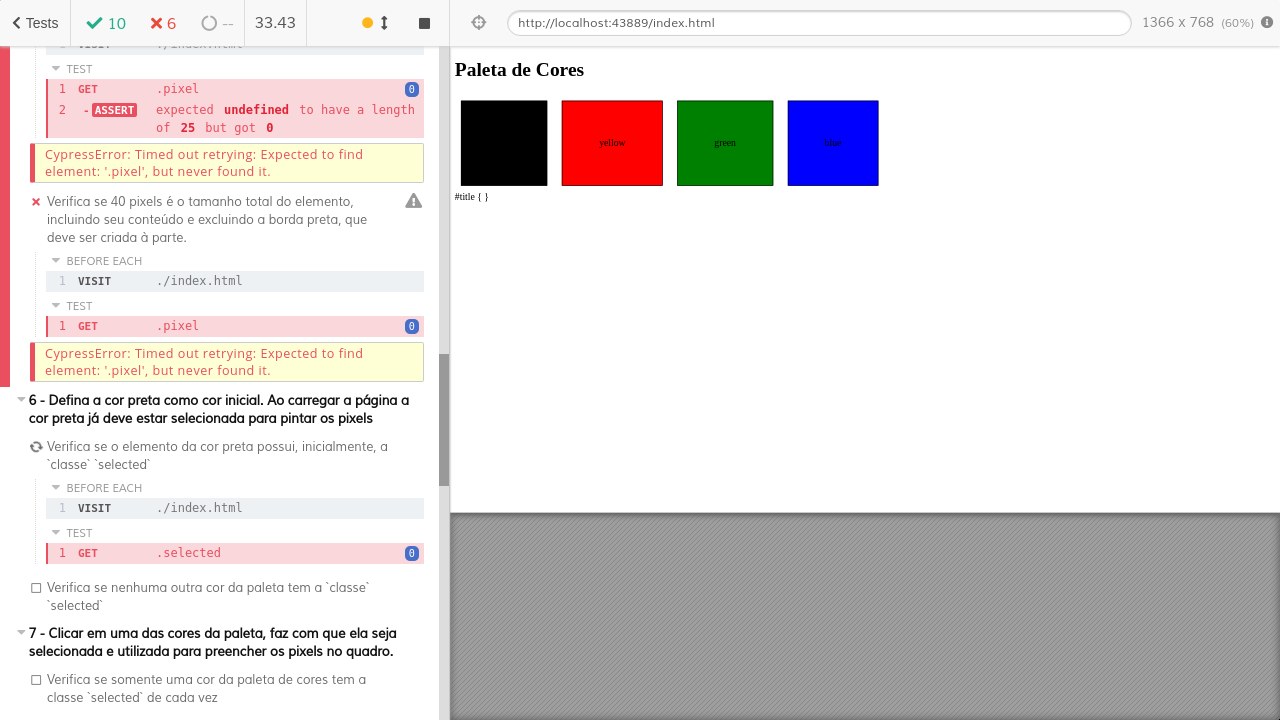 Tests
10
6
--
33.43
http://localhost:43889/index.html
1366 x 768 (60%)
TEST
1 GET .pixel 0
2 -ASSERT expected undefined to have a length
of 25 but got 0
CypressError: Timed out retrying: Expected to find
element: '.pixel', but never found it.
Verifica se 40 pixels é o tamanho total do elemento,
incluindo seu conteúdo e excluindo a borda preta, que
deve ser criada à parte.
BEFORE EACH
1 VISIT ./index.html
TEST
1 GET .pixel 0
CypressError: Timed out retrying: Expected to find
element: '.pixel', but never found it.
6 - Defina a cor preta como cor inicial. Ao carregar a página a
cor preta já deve estar selecionada para pintar os pixels
Verifica se o elemento da cor preta possui, inicialmente, a
`classe` `selected`
BEFORE EACH
1 VISIT ./index.html
TEST
1 GET .selected 0
Verifica se nenhuma outra cor da paleta tem a `classe`
`selected`
7 - Clicar em uma das cores da paleta, faz com que ela seja
selecionada e utilizada para preencher os pixels no quadro.
Verifica se somente uma cor da paleta de cores tem a
classe `selected` de cada vez
Paleta de Cores
yellow
green
blue
#title { }